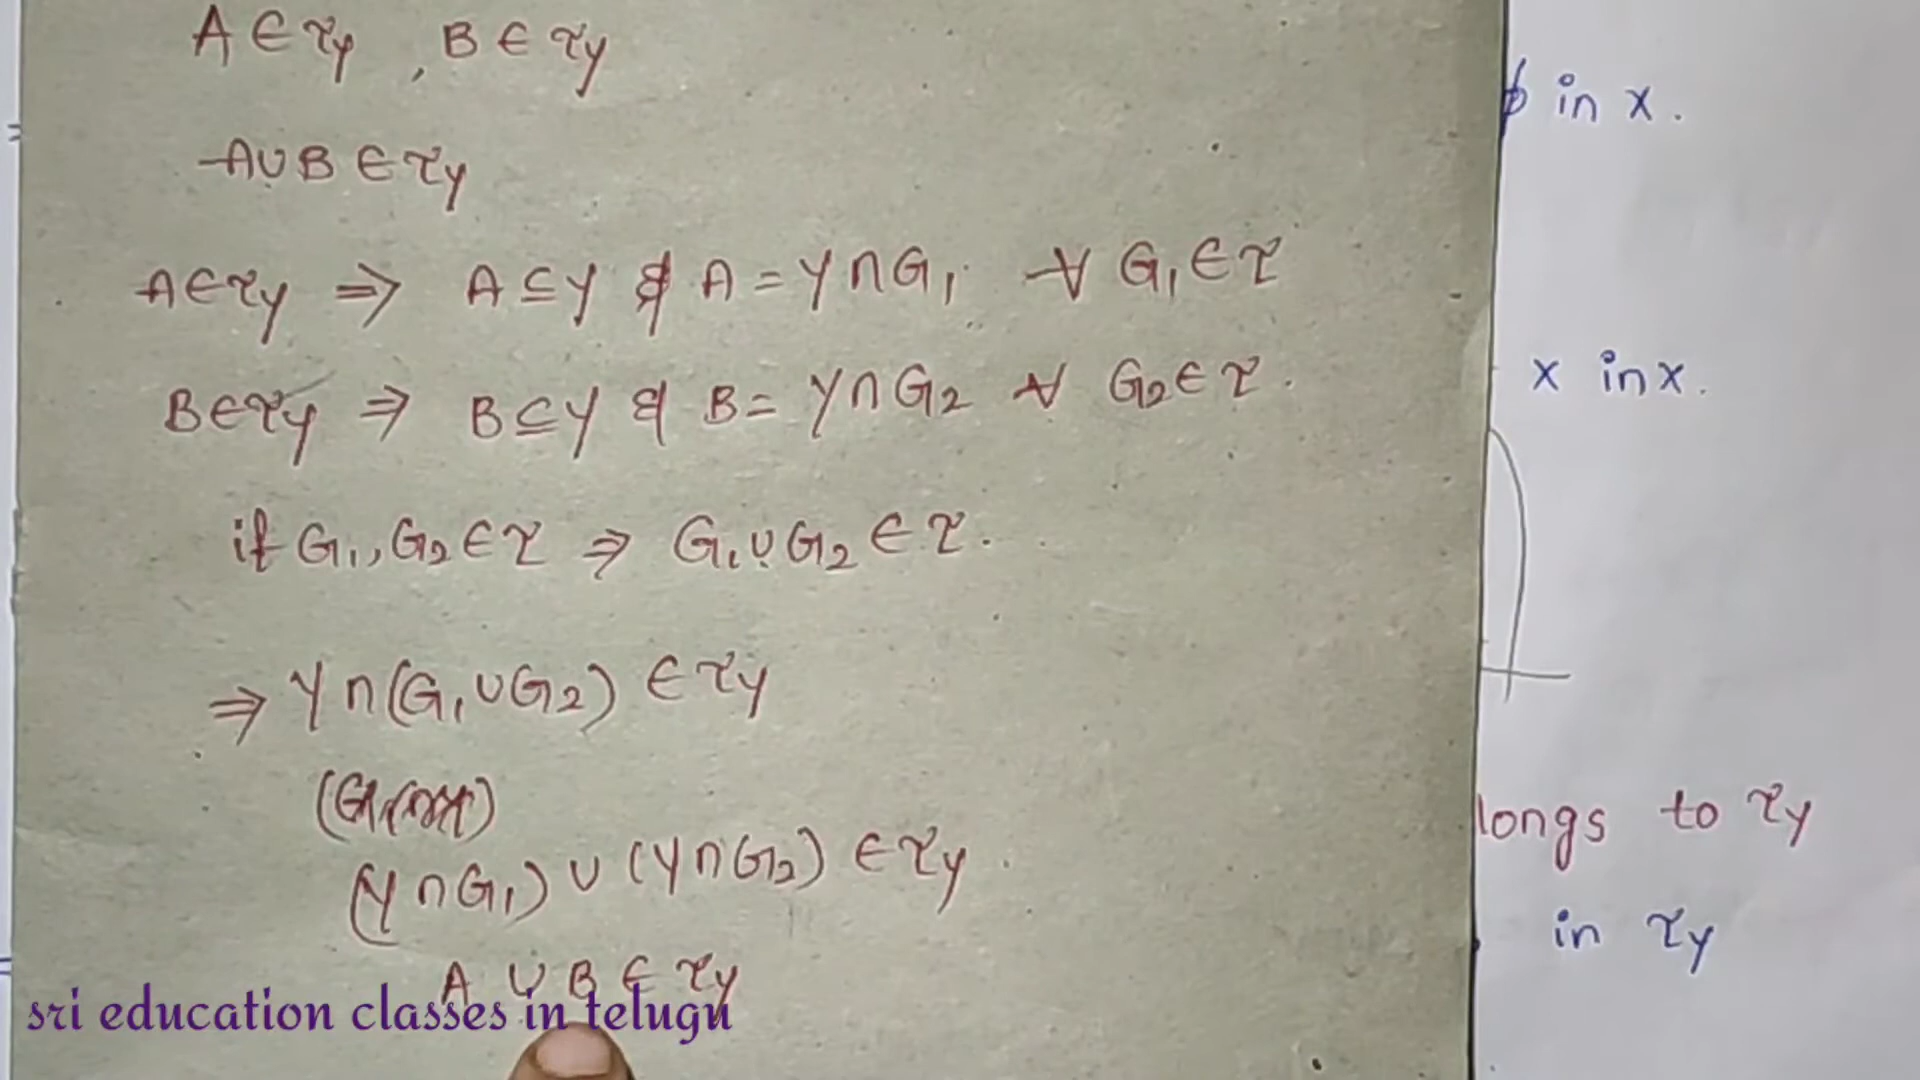 A ∈ τy , B ∈ τy
A∪B ∈ τy
A∈τy ⇒ A ⊆ y & A = y∩G₁ ∀ G₁∈τ
B∈τy ⇒ B⊆y & B = y∩G₂ ∀ G₂∈τ.
if G₁, G₂∈τ ⇒ G₁∪G₂∈τ.
⇒ y∩(G₁∪G₂) ∈ τy
(y∩G₁) ∪ (y∩G₂) ∈ τy.
A ∪ B ∈ τy
sri education classes in telugu
ϕ in x.
x in x.
longs to τy
in τy